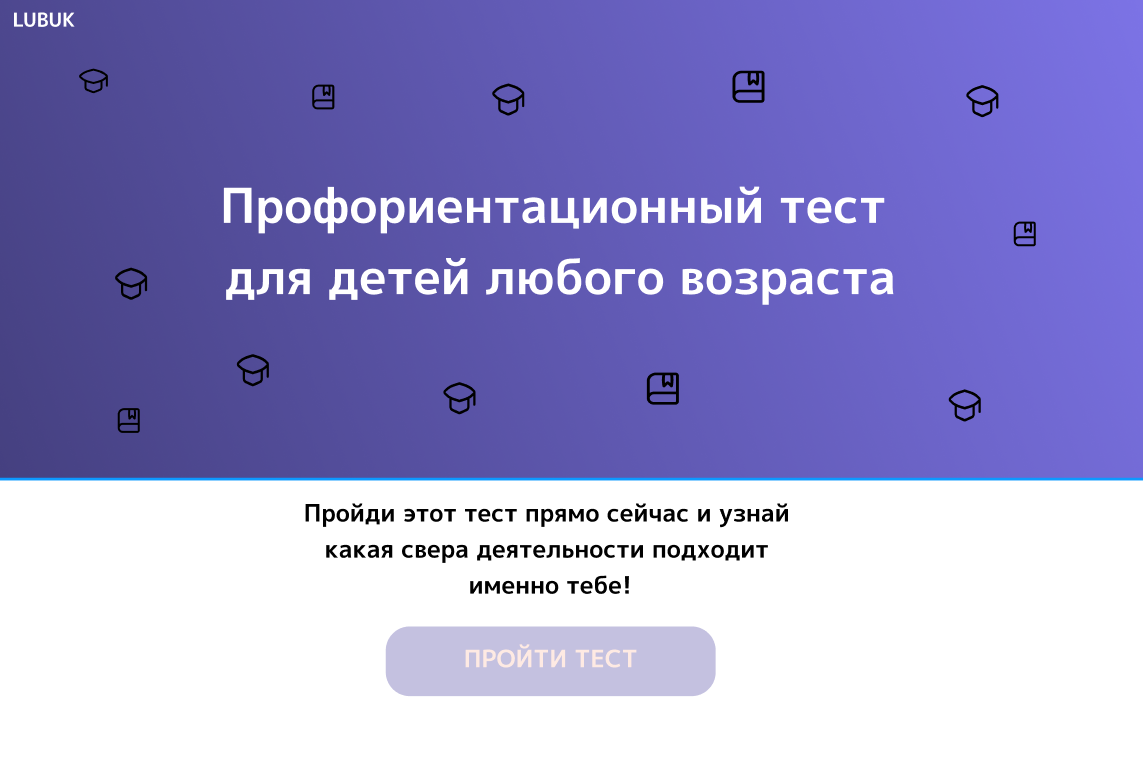 LUBUK
Профориентационный тест
для детей любого возраста
Пройди этот тест прямо сейчас и узнай
какая свера деятельности подходит
именно тебе!
ПРОЙТИ ТЕСТ